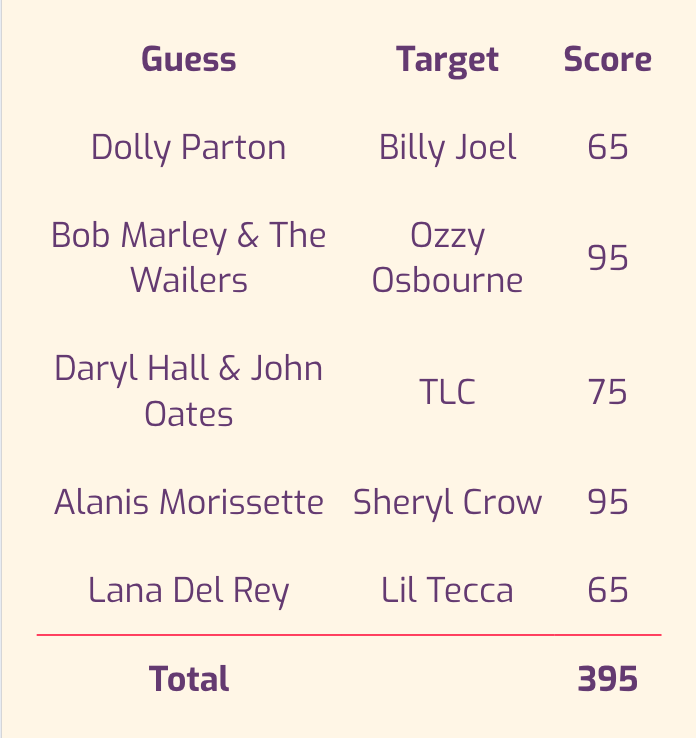 Guess Target Score
Dolly Parton Billy Joel 65
Bob Marley & The Wailers Ozzy Osbourne 95
Daryl Hall & John Oates TLC 75
Alanis Morissette Sheryl Crow 95
Lana Del Rey Lil Tecca 65
Total 395